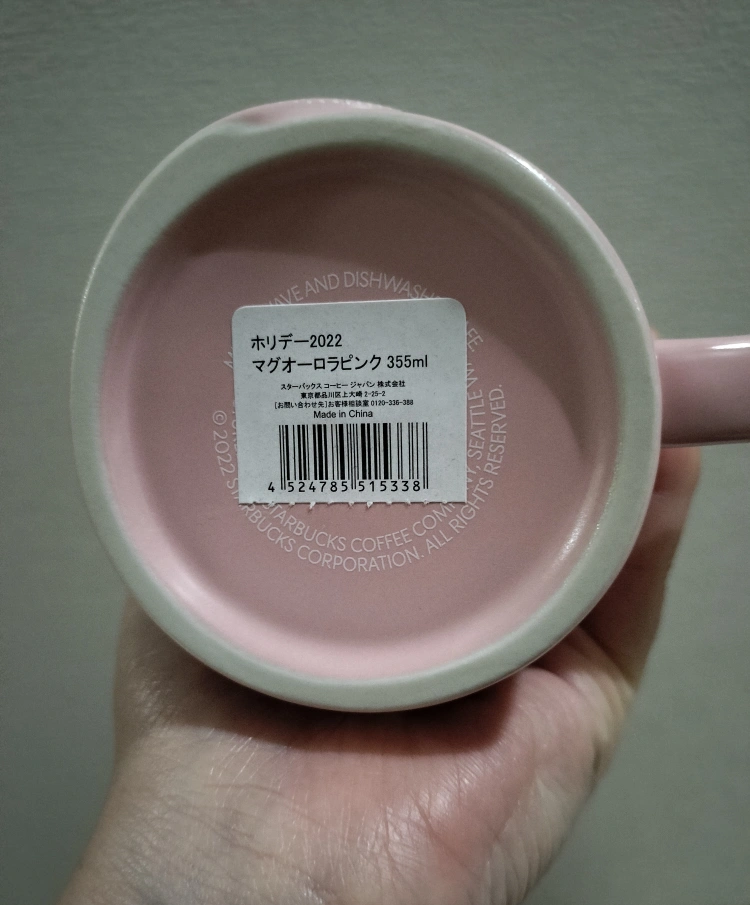 ホリデー2022
マグオーロラピンク 355ml
スターバックス コーヒー ジャパン 株式会社
東京都品川区上大崎 2-25-2
[お問い合わせ先]お客様相談室 0120-336-388
Made in China
4 524785 515338
AND DISHWASHER
STARBUCKS COFFEE COMPANY, SEATTLE
© 2022 STARBUCKS CORPORATION. ALL RIGHTS RESERVED.